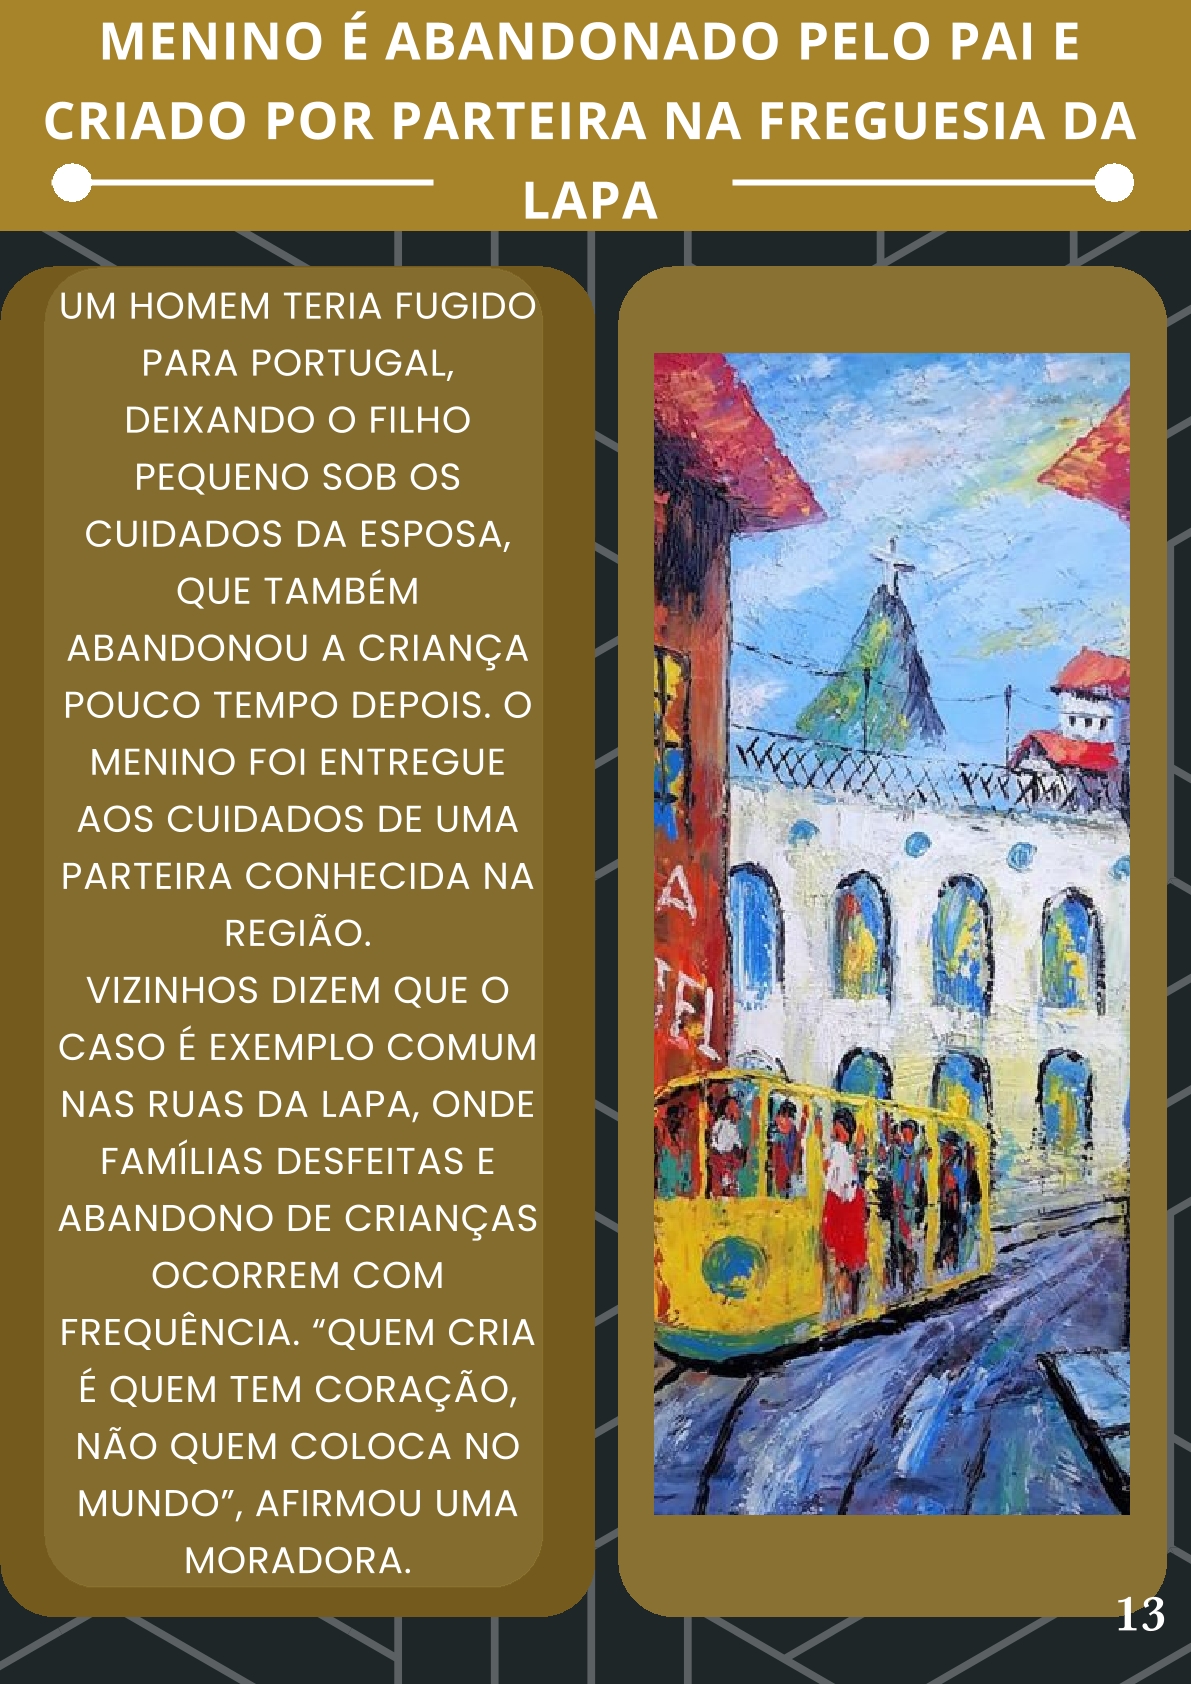 MENINO É ABANDONADO PELO PAI E
CRIADO POR PARTEIRA NA FREGUESIA DA
LAPA
UM HOMEM TERIA FUGIDO
PARA PORTUGAL,
DEIXANDO O FILHO
PEQUENO SOB OS
CUIDADOS DA ESPOSA,
QUE TAMBÉM
ABANDONOU A CRIANÇA
POUCO TEMPO DEPOIS. O
MENINO FOI ENTREGUE
AOS CUIDADOS DE UMA
PARTEIRA CONHECIDA NA
REGIÃO.
VIZINHOS DIZEM QUE O
CASO É EXEMPLO COMUM
NAS RUAS DA LAPA, ONDE
FAMÍLIAS DESFEITAS E
ABANDONO DE CRIANÇAS
OCORREM COM
FREQUÊNCIA. “QUEM CRIA
É QUEM TEM CORAÇÃO,
NÃO QUEM COLOCA NO
MUNDO”, AFIRMOU UMA
MORADORA.
13